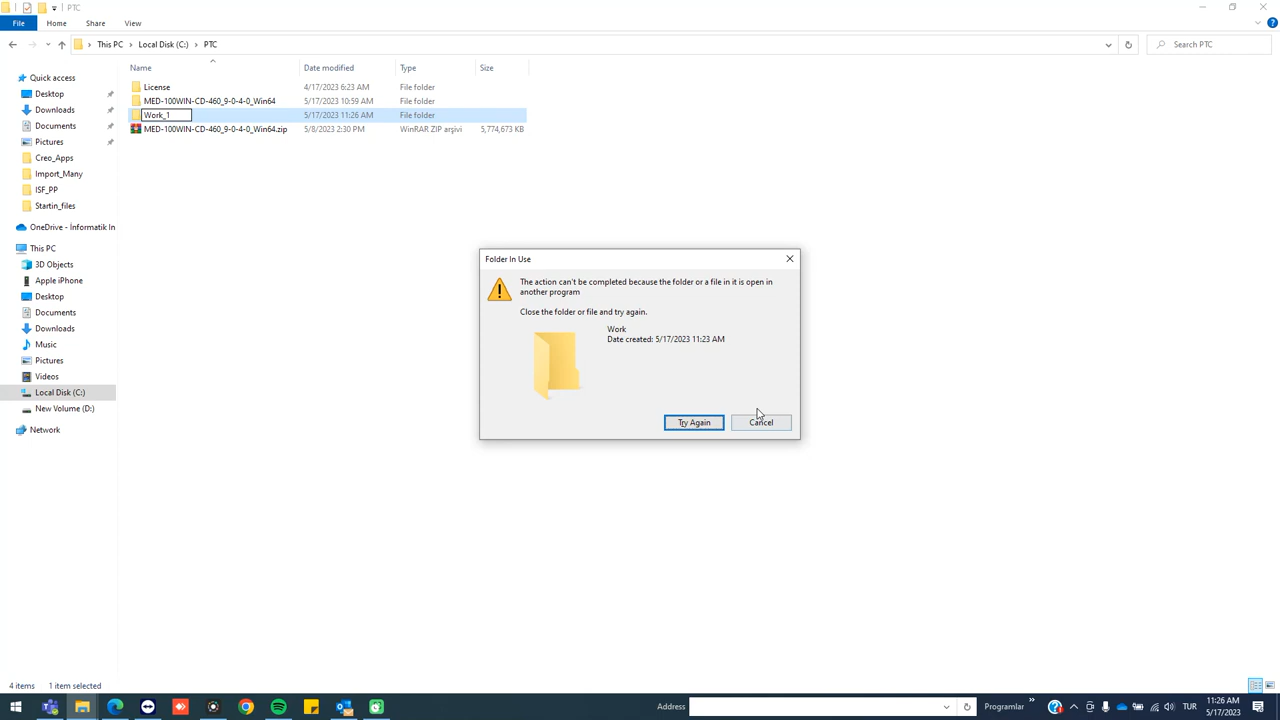 PTC
File Home Share View
This PC Local Disk (C:) PTC
Search PTC
Name Date modified Type Size
Quick access
Desktop
Downloads
Documents
Pictures
Creo_Apps
Import_Many
ISF_PP
Startin_files
OneDrive - İnformatik In
This PC
3D Objects
Apple iPhone
Desktop
Documents
Downloads
Music
Pictures
Videos
Local Disk (C:)
New Volume (D:)
Network
License 4/17/2023 6:23 AM File folder
MED-100WIN-CD-460_9-0-4-0_Win64 5/17/2023 10:59 AM File folder
Work_1 5/17/2023 11:26 AM File folder
MED-100WIN-CD-460_9-0-4-0_Win64.zip 5/8/2023 2:30 PM WinRAR ZIP arşivi 5,774,673 KB
Folder In Use
The action can't be completed because the folder or a file in it is open in
another program
Close the folder or file and try again.
Work
Date created: 5/17/2023 11:23 AM
Try Again Cancel
4 items 1 item selected
Address
Programlar
TUR
11:26 AM
5/17/2023